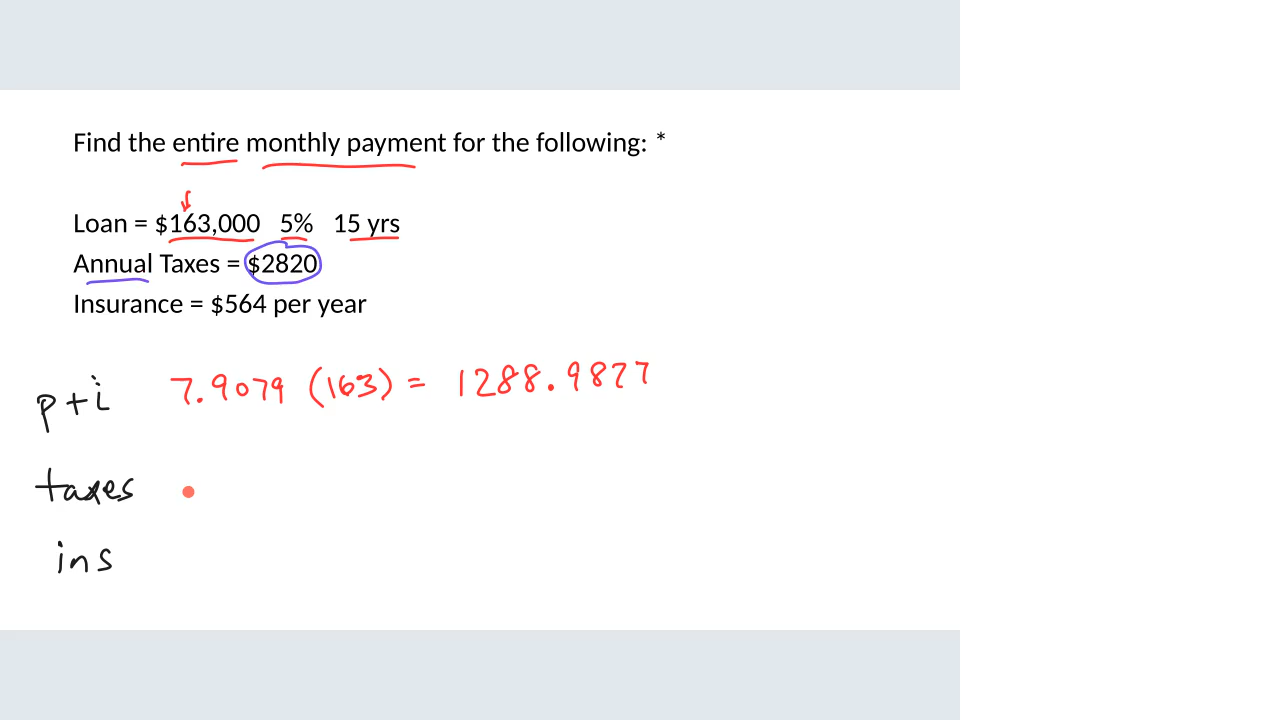 Find the entire monthly payment for the following: *
Loan = $163,000 5% 15 yrs
Annual Taxes = $2820
Insurance = $564 per year
p+i 7.9079 (163) = 1288.9877
taxes
ins